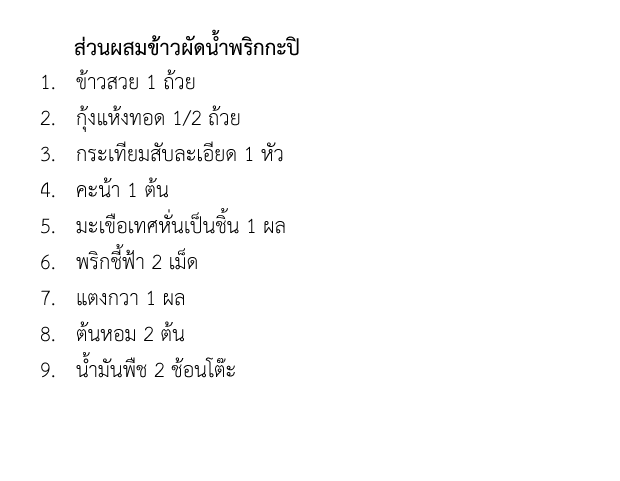 ส่วนผสมข้าวผัดน้ำพริกกะปิ
1. ข้าวสวย 1 ถ้วย
2. กุ้งแห้งทอด 1/2 ถ้วย
3. กระเทียมสับละเอียด 1 หัว
4. คะน้า 1 ต้น
5. มะเขือเทศหั่นเป็นชิ้น 1 ผล
6. พริกชี้ฟ้า 2 เม็ด
7. แตงกวา 1 ผล
8. ต้นหอม 2 ต้น
9. น้ำมันพืช 2 ช้อนโต๊ะ